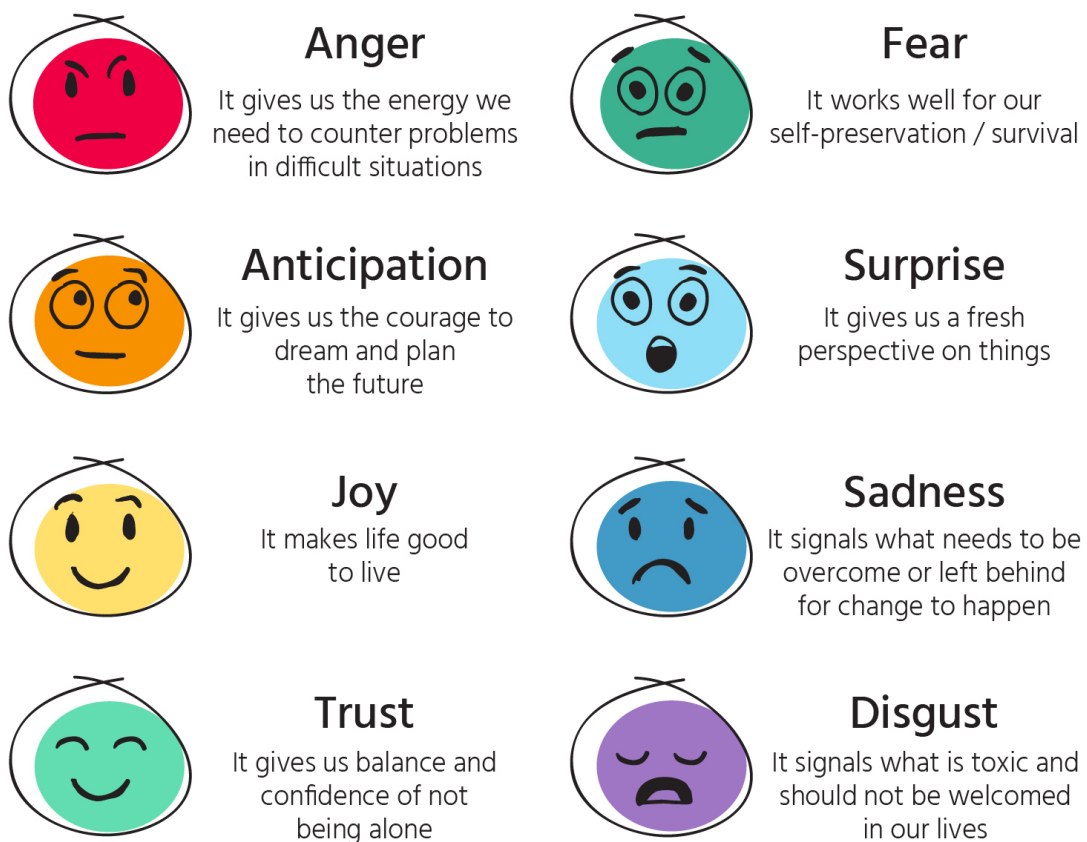 Anger
It gives us the energy we
need to counter problems
in difficult situations
Fear
It works well for our
self-preservation / survival
Anticipation
It gives us the courage to
dream and plan
the future
Surprise
It gives us a fresh
perspective on things
Joy
It makes life good
to live
Sadness
It signals what needs to be
overcome or left behind
for change to happen
Trust
It gives us balance and
confidence of not
being alone
Disgust
It signals what is toxic and
should not be welcomed
in our lives